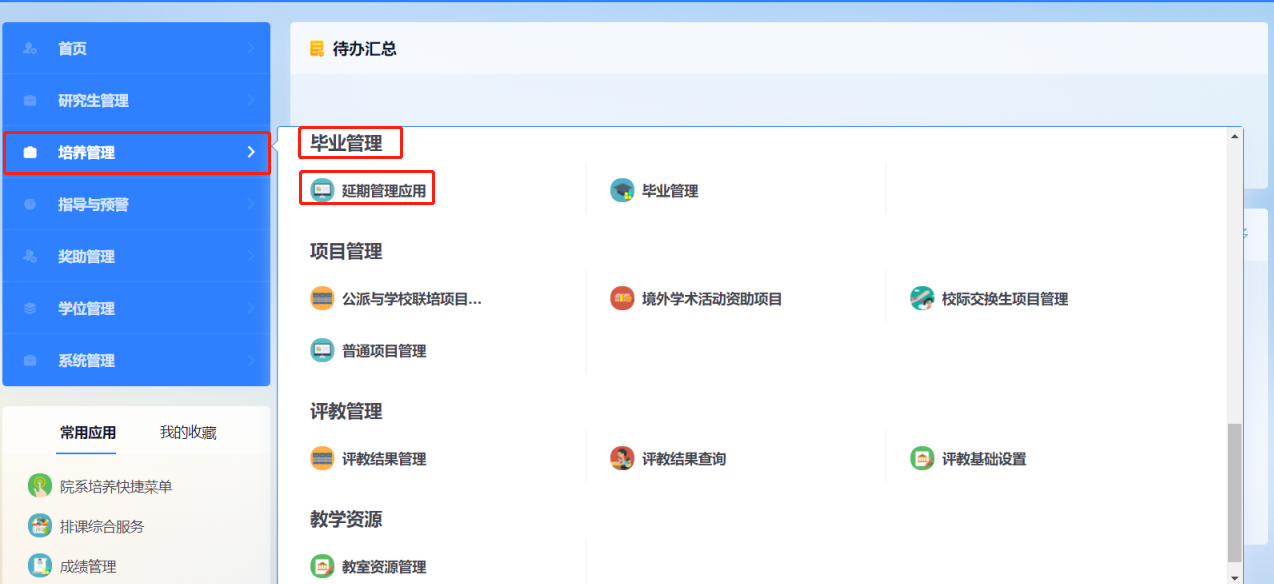 首页
研究生管理
培养管理
指导与预警
奖助管理
学位管理
系统管理
常用应用 我的收藏
院系培养快捷菜单
排课综合服务
成绩管理
待办汇总
毕业管理
延期管理应用 毕业管理
项目管理
公派与学校联培项目... 境外学术活动资助项目 校际交换生项目管理
普通项目管理
评教管理
评教结果管理 评教结果查询 评教基础设置
教学资源
教室资源管理